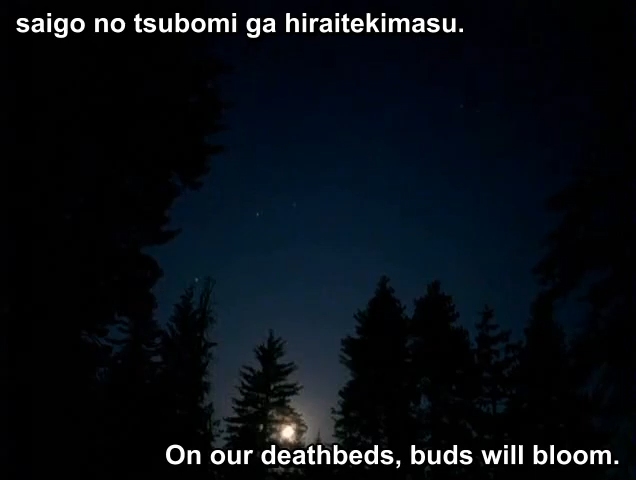 saigo no tsubomi ga hiraitekimasu.
On our deathbeds, buds will bloom.